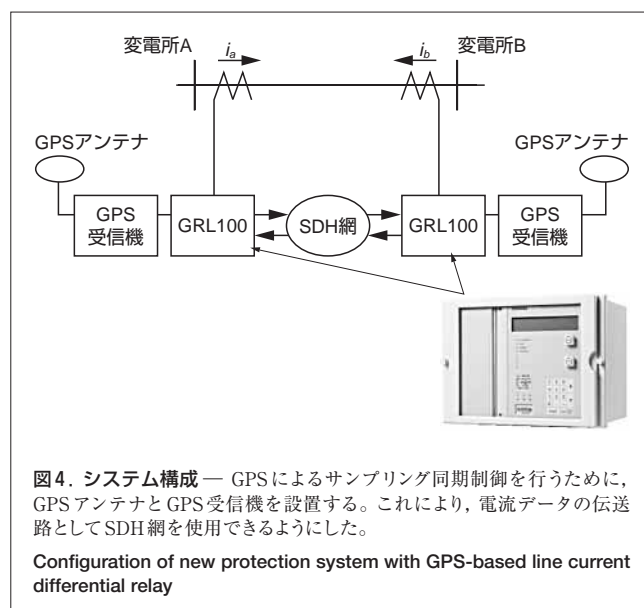 変電所A
ia
ib
変電所B
GPSアンテナ
GPSアンテナ
GPS
受信機
GRL100
SDH網
GRL100
GPS
受信機
図4．システム構成 ― GPSによるサンプリング同期制御を行うために，
GPSアンテナとGPS受信機を設置する。これにより，電流データの伝送
路としてSDH網を使用できるようにした。
Configuration of new protection system with GPS-based line current
differential relay